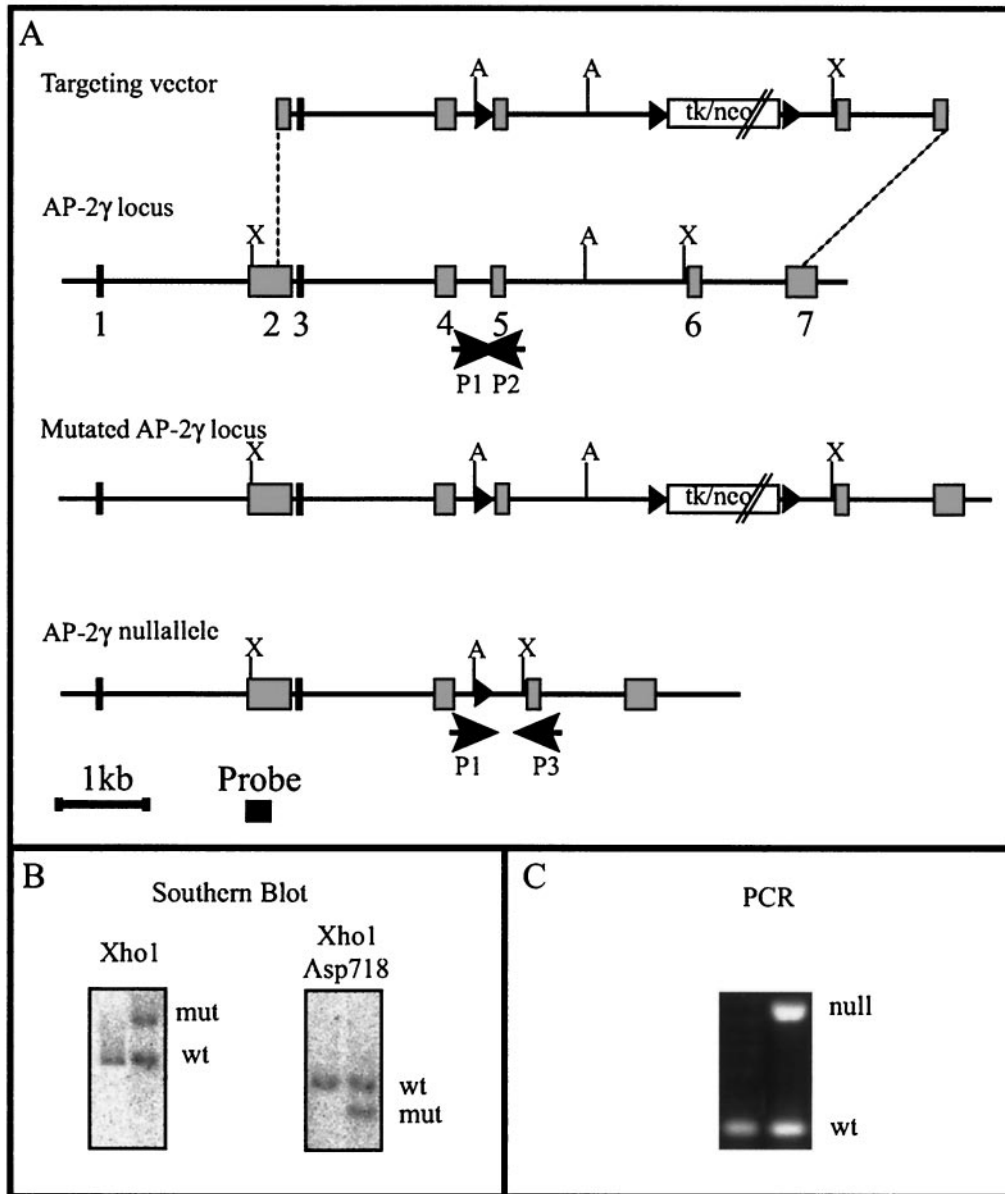 A
Targeting vector
A
A
X
tk/neo
AP-2γ locus
X
A
X
1
2
3
4
5
6
7
P1
P2
Mutated AP-2γ locus
X
A
A
X
tk/neo
AP-2γ nullallele
X
A
X
P1
P3
1kb
Probe
B
Southern Blot
Xho1
mut
wt
Xho1
Asp718
wt
mut
C
PCR
null
wt